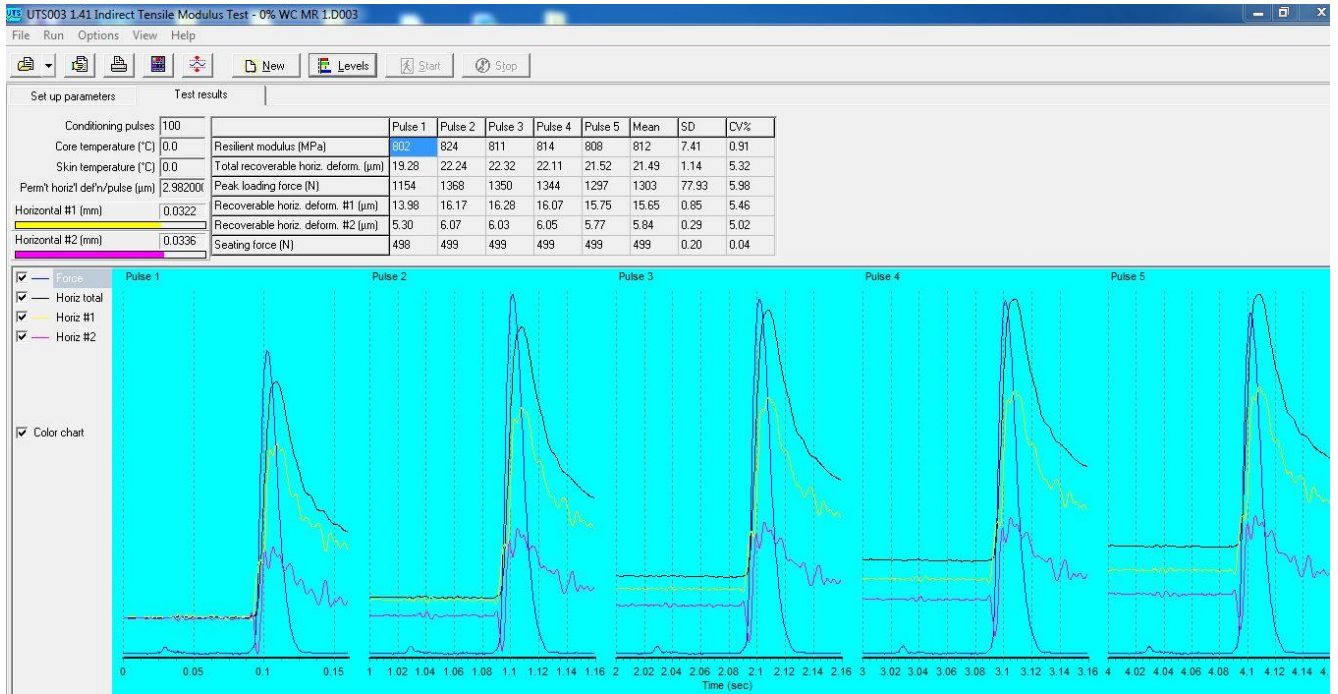 UTS UTS003 1.41 Indirect Tensile Modulus Test - 0% WC MR 1.D003
File Run Options View Help
New Levels Start Stop
Set up parameters Test results
Conditioning pulses 100
Core temperature (°C) 0.0
Skin temperature (°C) 0.0
Perm't horiz'l def'n/pulse (µm) 2.98200(
Horizontal #1 (mm) 0.0322
Horizontal #2 (mm) 0.0336
Pulse 1 Pulse 2 Pulse 3 Pulse 4 Pulse 5 Mean SD CV%
Resilient modulus (MPa) 802 824 811 814 808 812 7.41 0.91
Total recoverable horiz. deform. (µm) 19.28 22.24 22.32 22.11 21.52 21.49 1.14 5.32
Peak loading force (N) 1154 1368 1350 1344 1297 1303 77.93 5.98
Recoverable horiz. deform. #1 (µm) 13.98 16.17 16.28 16.07 15.75 15.65 0.85 5.46
Recoverable horiz. deform. #2 (µm) 5.30 6.07 6.03 6.05 5.77 5.84 0.29 5.02
Seating force (N) 498 499 499 499 499 499 0.20 0.04
Force
Horiz total
Horiz #1
Horiz #2
Color chart
Pulse 1 Pulse 2 Pulse 3 Pulse 4 Pulse 5
0 0.05 0.1 0.15 1 1.02 1.04 1.06 1.08 1.1 1.12 1.14 1.16 2 2.02 2.04 2.06 2.08 2.1 2.12 2.14 2.16 3 3.02 3.04 3.06 3.08 3.1 3.12 3.14 3.16 4 4.02 4.04 4.06 4.08 4.1 4.12 4.14 4.
Time (sec)